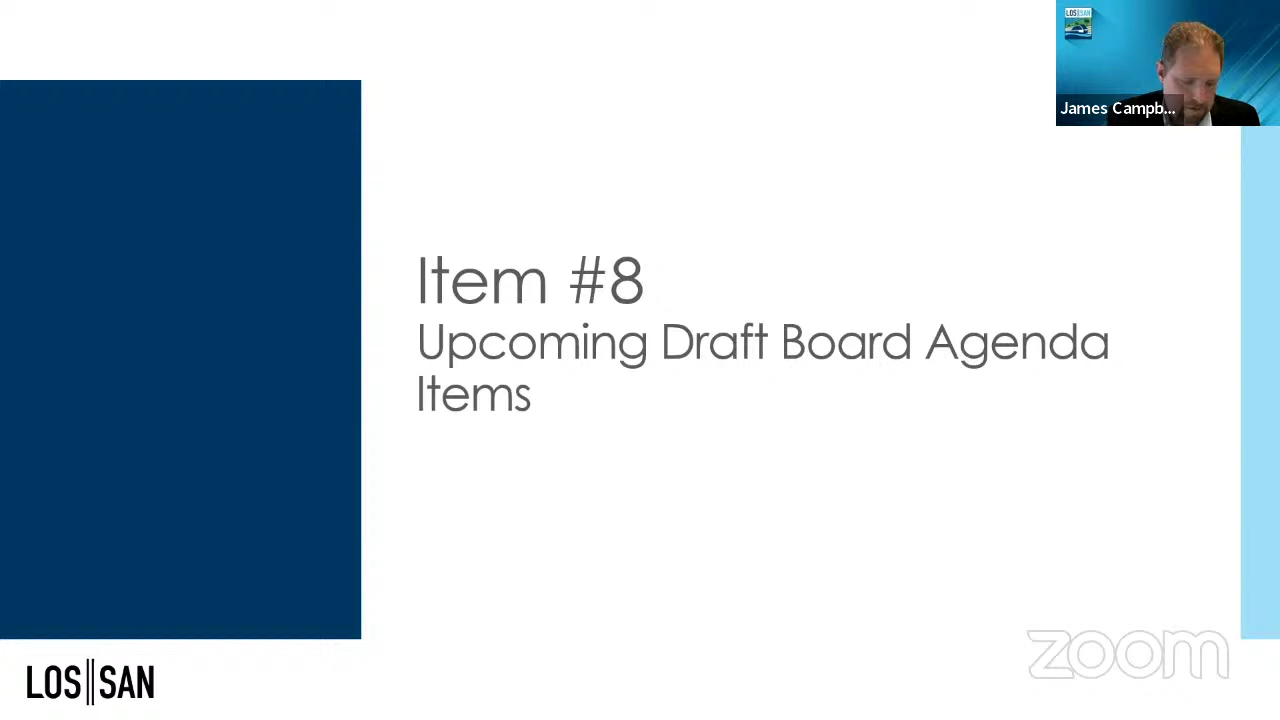 LOS SAN
James Campb...
Item #8
Upcoming Draft Board Agenda
Items
LOS SAN
zoom